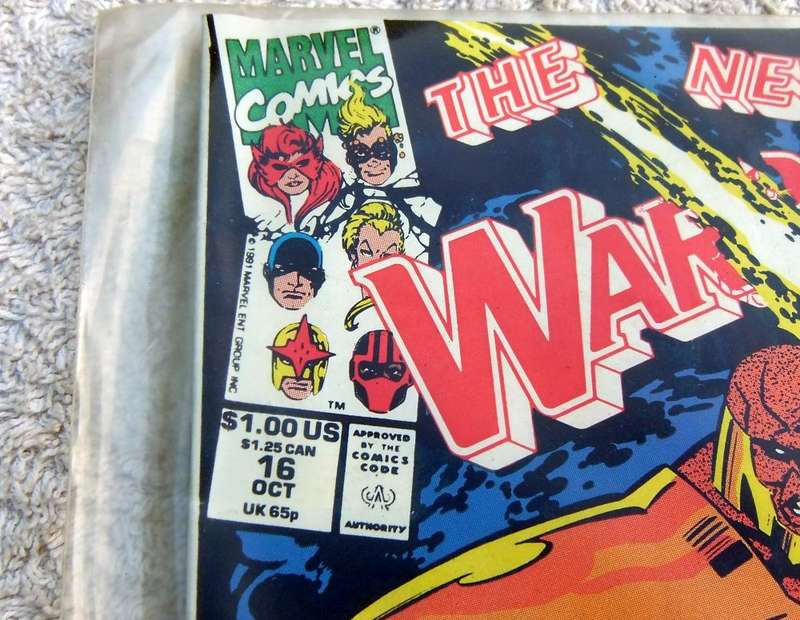 MARVEL®
COMICS
THE NE
WAR
© 1991 MARVEL ENT GROUP INC
TM
$1.00 US
$1.25 CAN
16
OCT
UK 65p
APPROVED
BY THE
COMICS
CODE
AUTHORITY